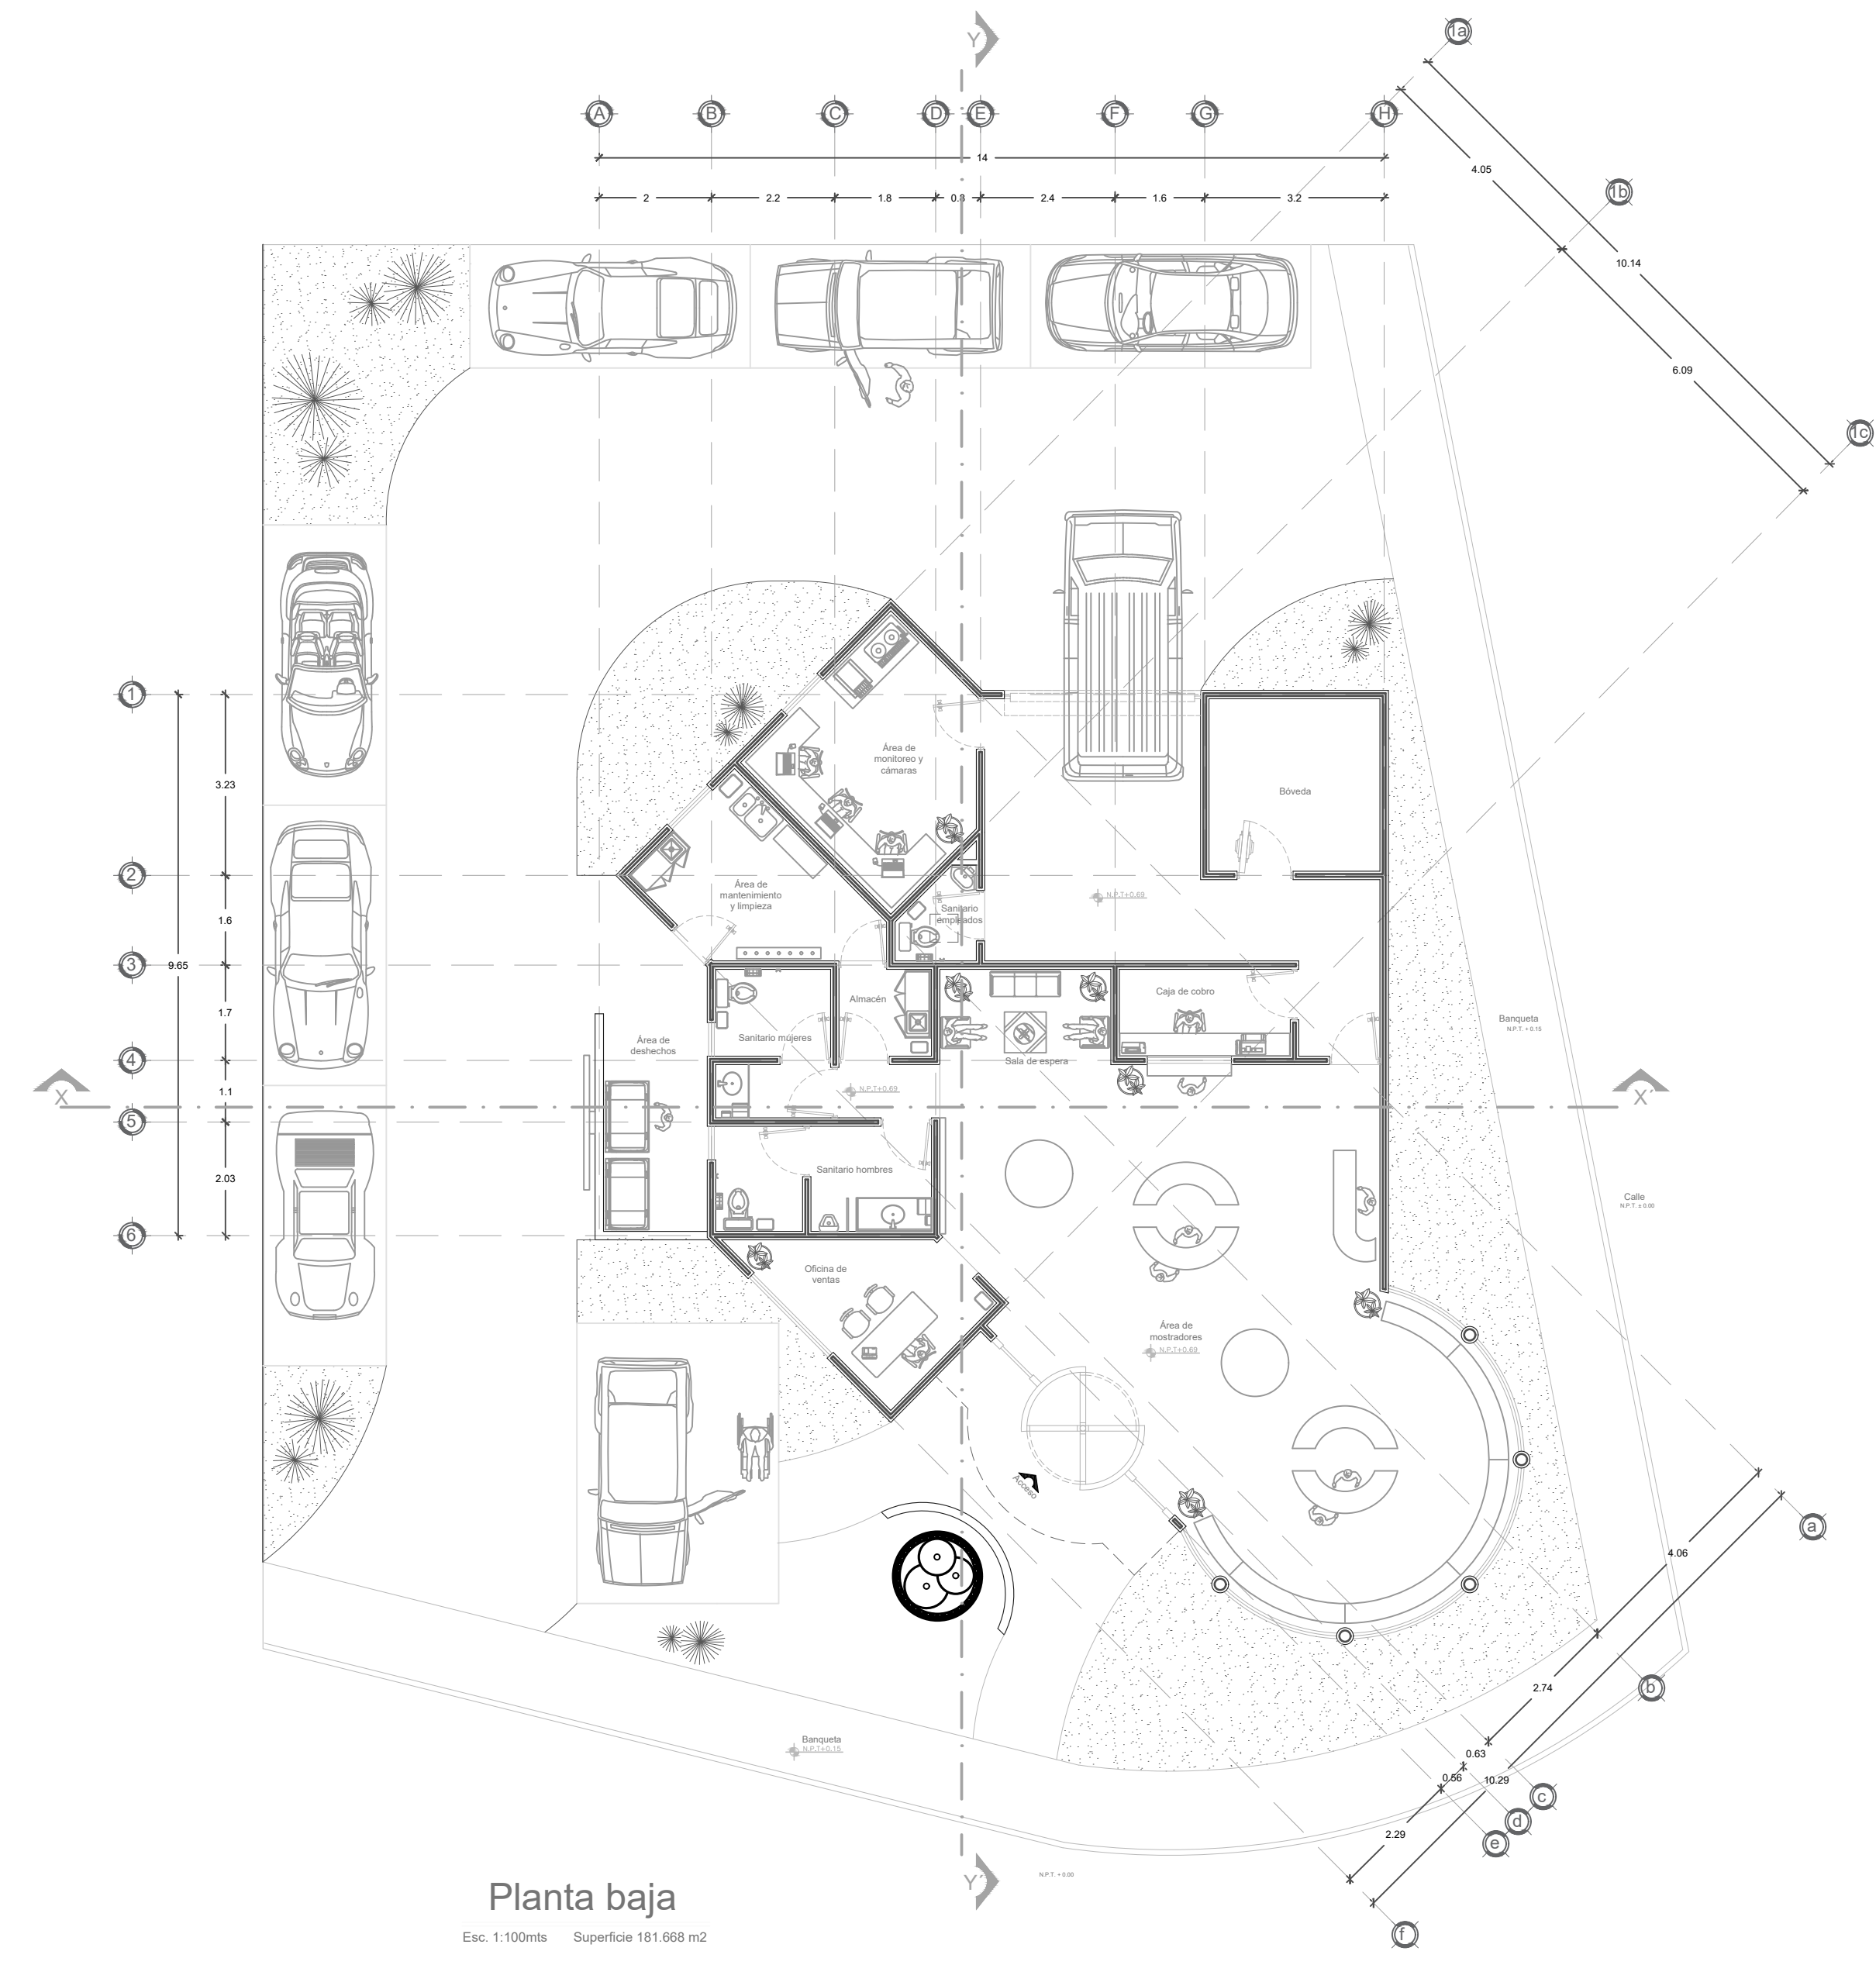 Y
1a
A B C D E F G H
14
4.05
1b
2 2.2 1.8 0.8 2.4 1.6 3.2
10.14
6.09
1c
1
Área de
monitoreo y
cámaras
3.23
Bóveda
2
Área de
mantenimiento
y limpieza
N.P.T+0.69
Sanitario
empleados
1.6
3
9.65
Caja de cobro
Almacén
1.7
Banqueta
N.P.T. + 0.15
Sanitario mujeres
Área de
deshechos
4
Sala de espera
N.P.T+0.69
1.1
X
X'
5
Sanitario hombres
2.03
Calle
N.P.T. ± 0.00
6
Oficina de
ventas
Área de
mostradores
N.P.T+0.69
Acceso
a
4.06
b
2.74
Banqueta
N.P.T+0.15
0.63
0.56
10.29
c
d
e
2.29
Y'
N.P.T. + 0.00
f
Planta baja
Esc. 1:100mts Superficie 181.668 m2